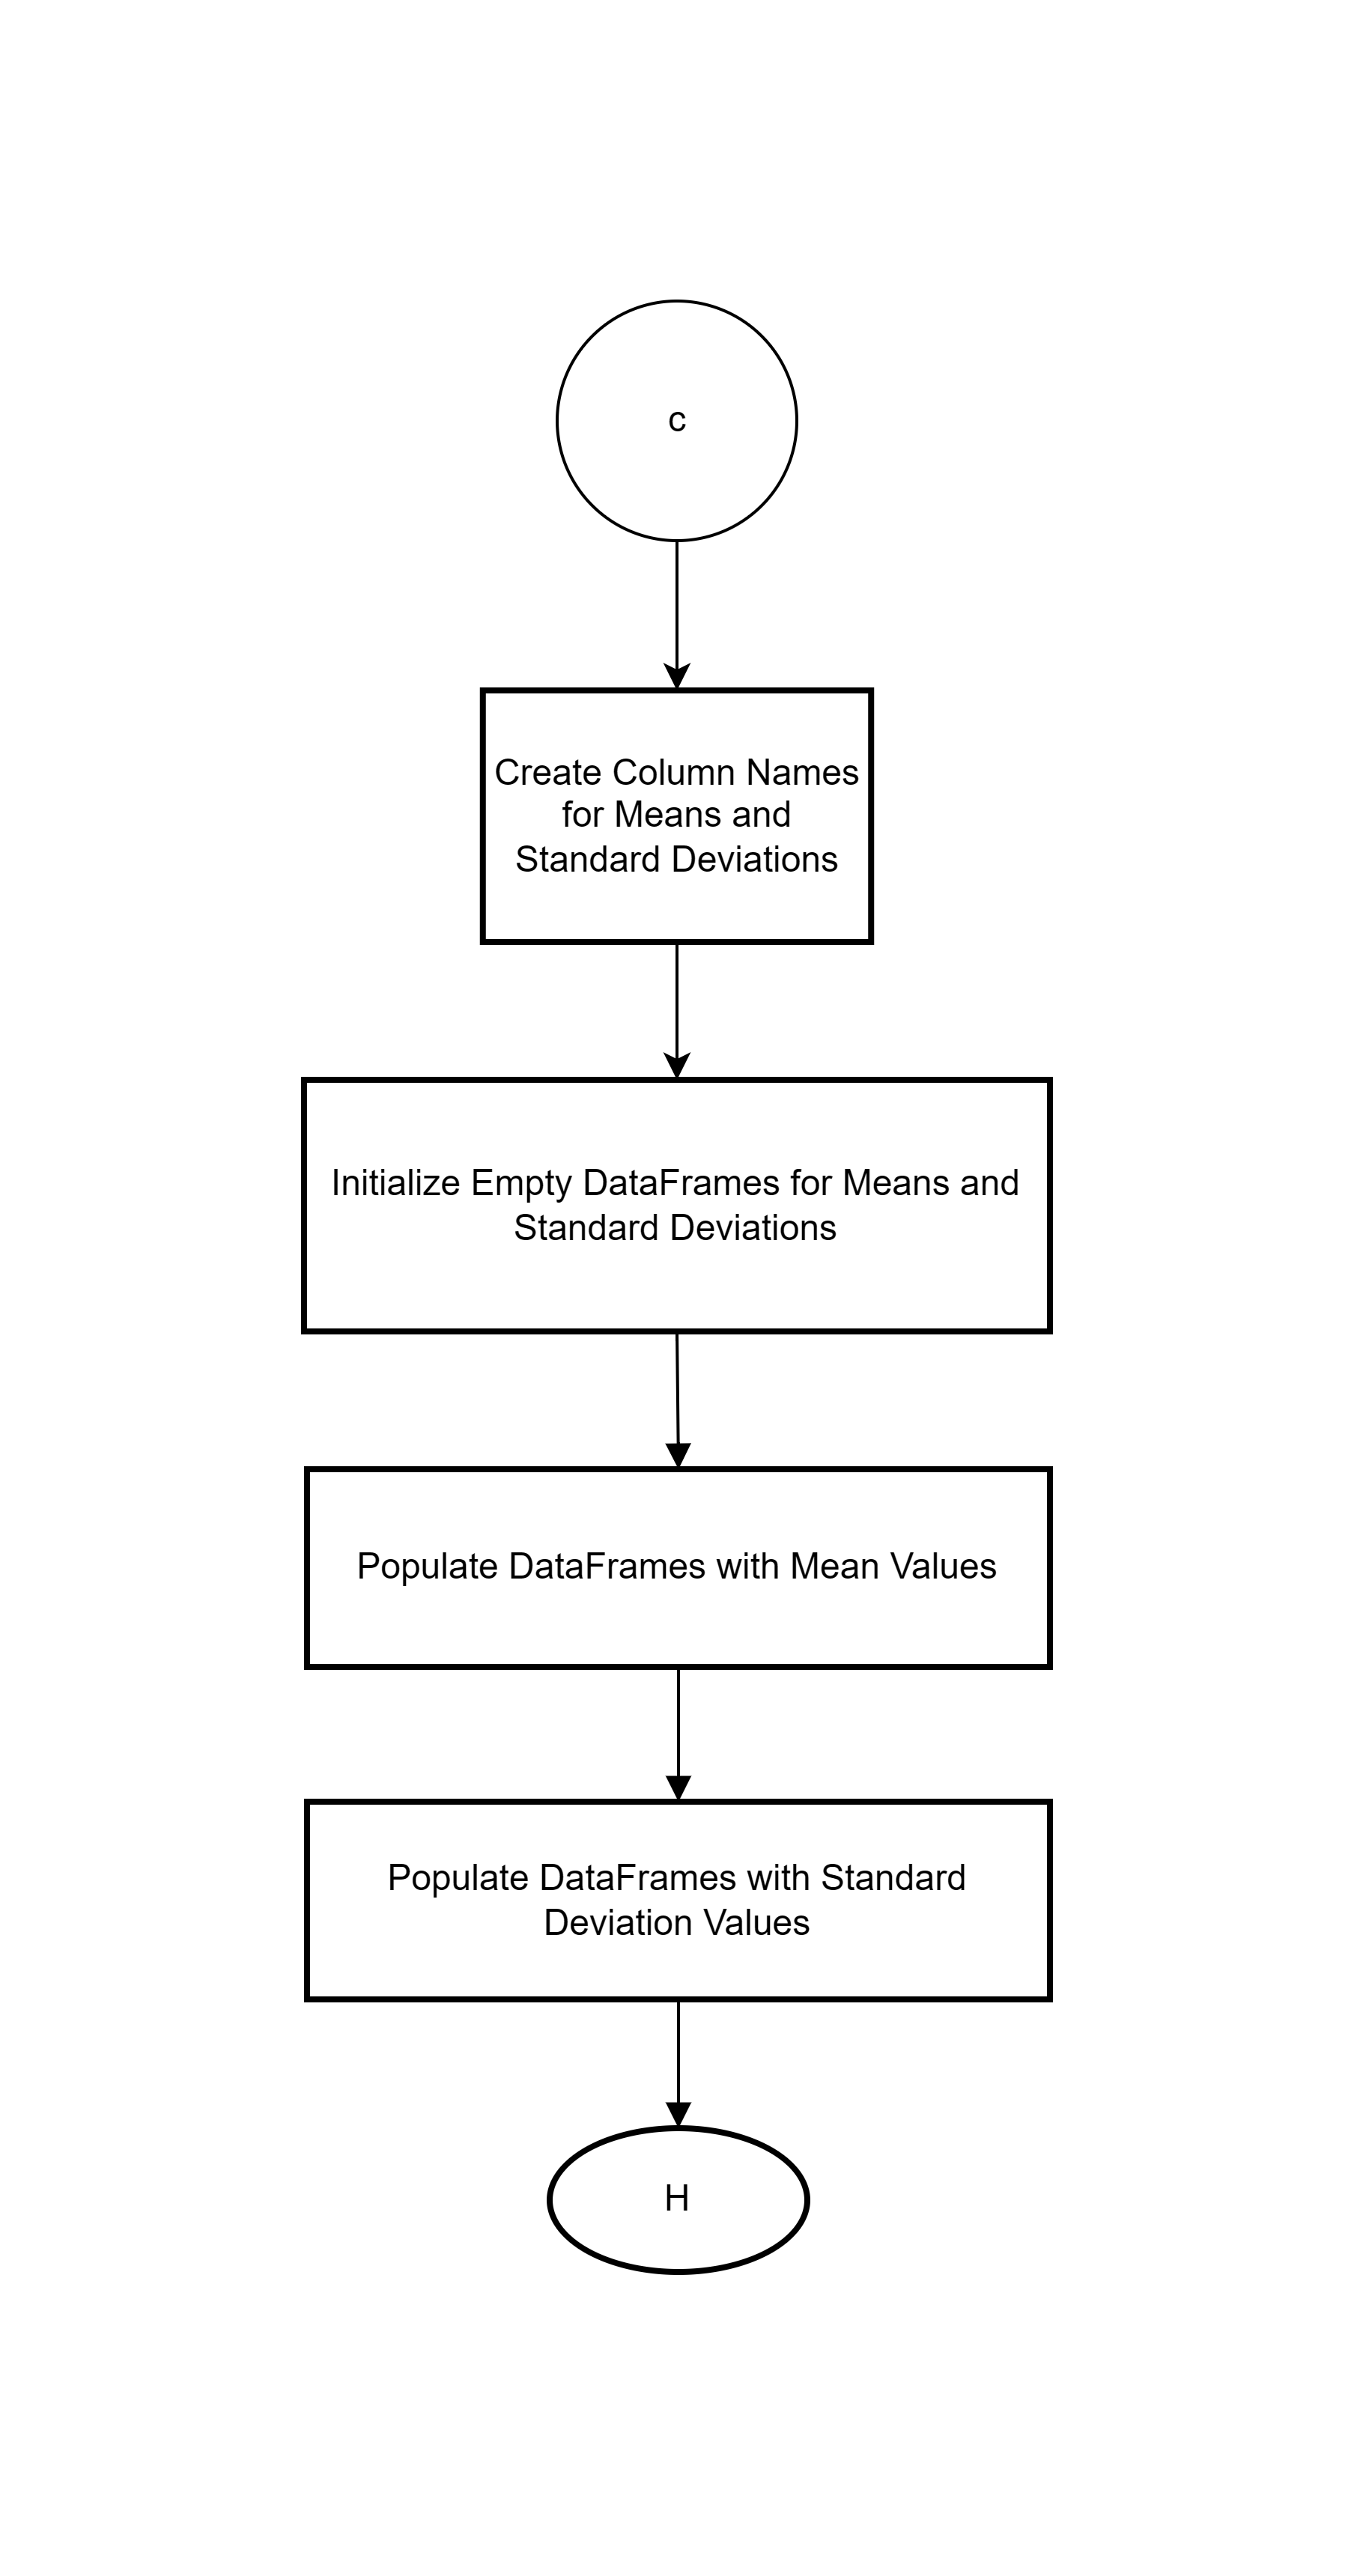 c
Create Column Names
for Means and
Standard Deviations
Initialize Empty DataFrames for Means and
Standard Deviations
Populate DataFrames with Mean Values
Populate DataFrames with Standard
Deviation Values
H